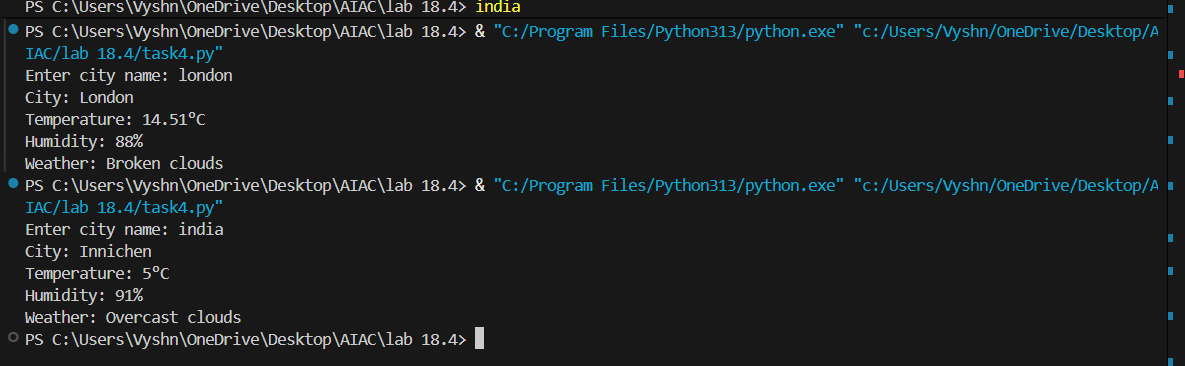 PS C:\Users\Vyshn\OneDrive\Desktop\AIAC\lab 18.4> india
PS C:\Users\Vyshn\OneDrive\Desktop\AIAC\lab 18.4> & "C:/Program Files/Python313/python.exe" "c:/Users/Vyshn/OneDrive/Desktop/A
IAC/lab 18.4/task4.py"
Enter city name: london
City: London
Temperature: 14.51°C
Humidity: 88%
Weather: Broken clouds
PS C:\Users\Vyshn\OneDrive\Desktop\AIAC\lab 18.4> & "C:/Program Files/Python313/python.exe" "c:/Users/Vyshn/OneDrive/Desktop/A
IAC/lab 18.4/task4.py"
Enter city name: india
City: Innichen
Temperature: 5°C
Humidity: 91%
Weather: Overcast clouds
PS C:\Users\Vyshn\OneDrive\Desktop\AIAC\lab 18.4>